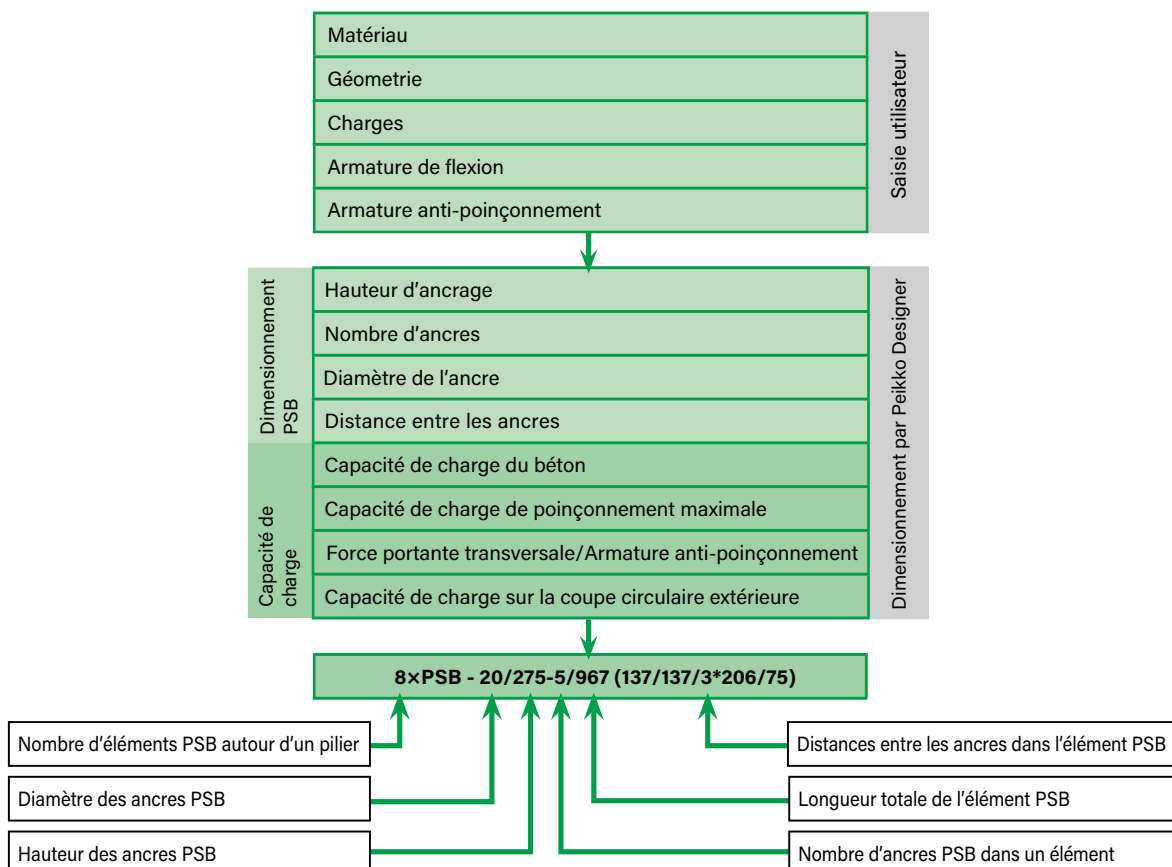 Matériau
Géometrie
Charges
Armature de flexion
Armature anti-poinçonnement
Saisie utilisateur
Dimensionnement
PSB
Hauteur d'ancrage
Nombre d'ancres
Diamètre de l'ancre
Distance entre les ancres
Capacité de
charge
Capacité de charge du béton
Capacité de charge de poinçonnement maximale
Force portante transversale/Armature anti-poinçonnement
Capacité de charge sur la coupe circulaire extérieure
Dimensionnement par Peikko Designer
8×PSB - 20/275-5/967 (137/137/3*206/75)
Nombre d'éléments PSB autour d'un pilier
Diamètre des ancres PSB
Hauteur des ancres PSB
Distances entre les ancres dans l'élément PSB
Longueur totale de l'élément PSB
Nombre d'ancres PSB dans un élément